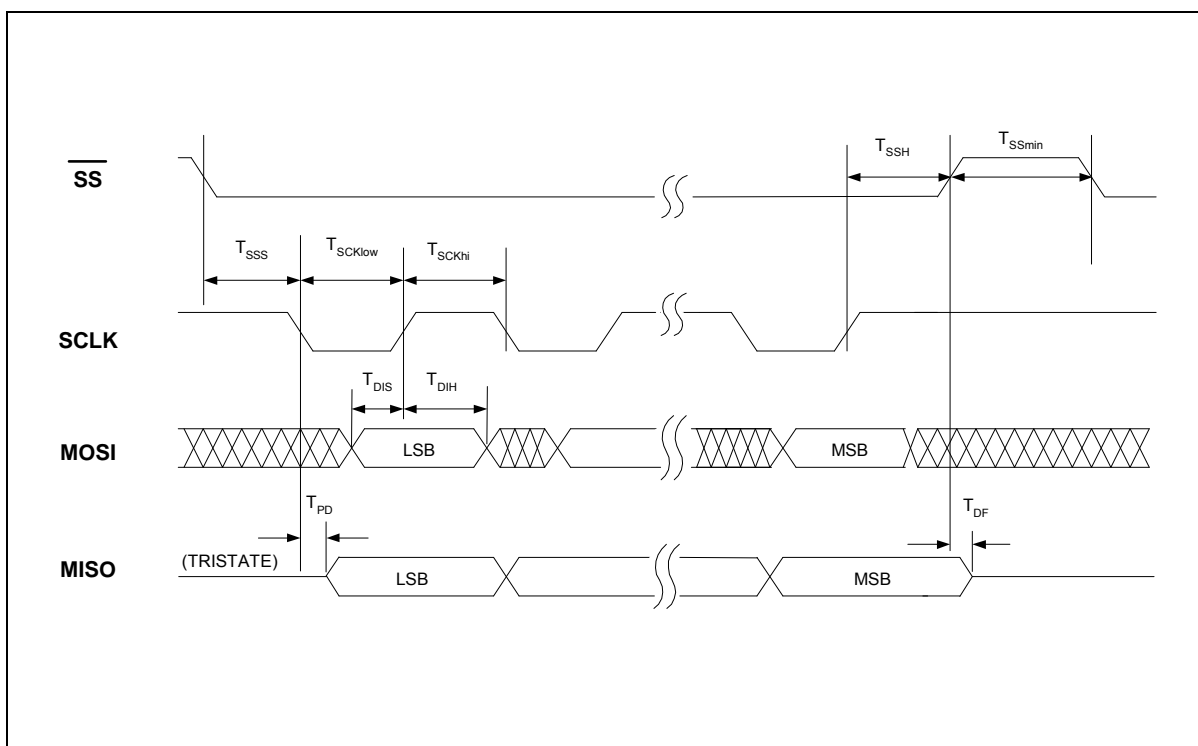 T_SSH
T_SSmin
SS
T_SSS
T_SCKlow
T_SCKhi
SCLK
T_DIS
T_DIH
MOSI
LSB
MSB
T_PD
T_DF
MISO
(TRISTATE)
LSB
MSB